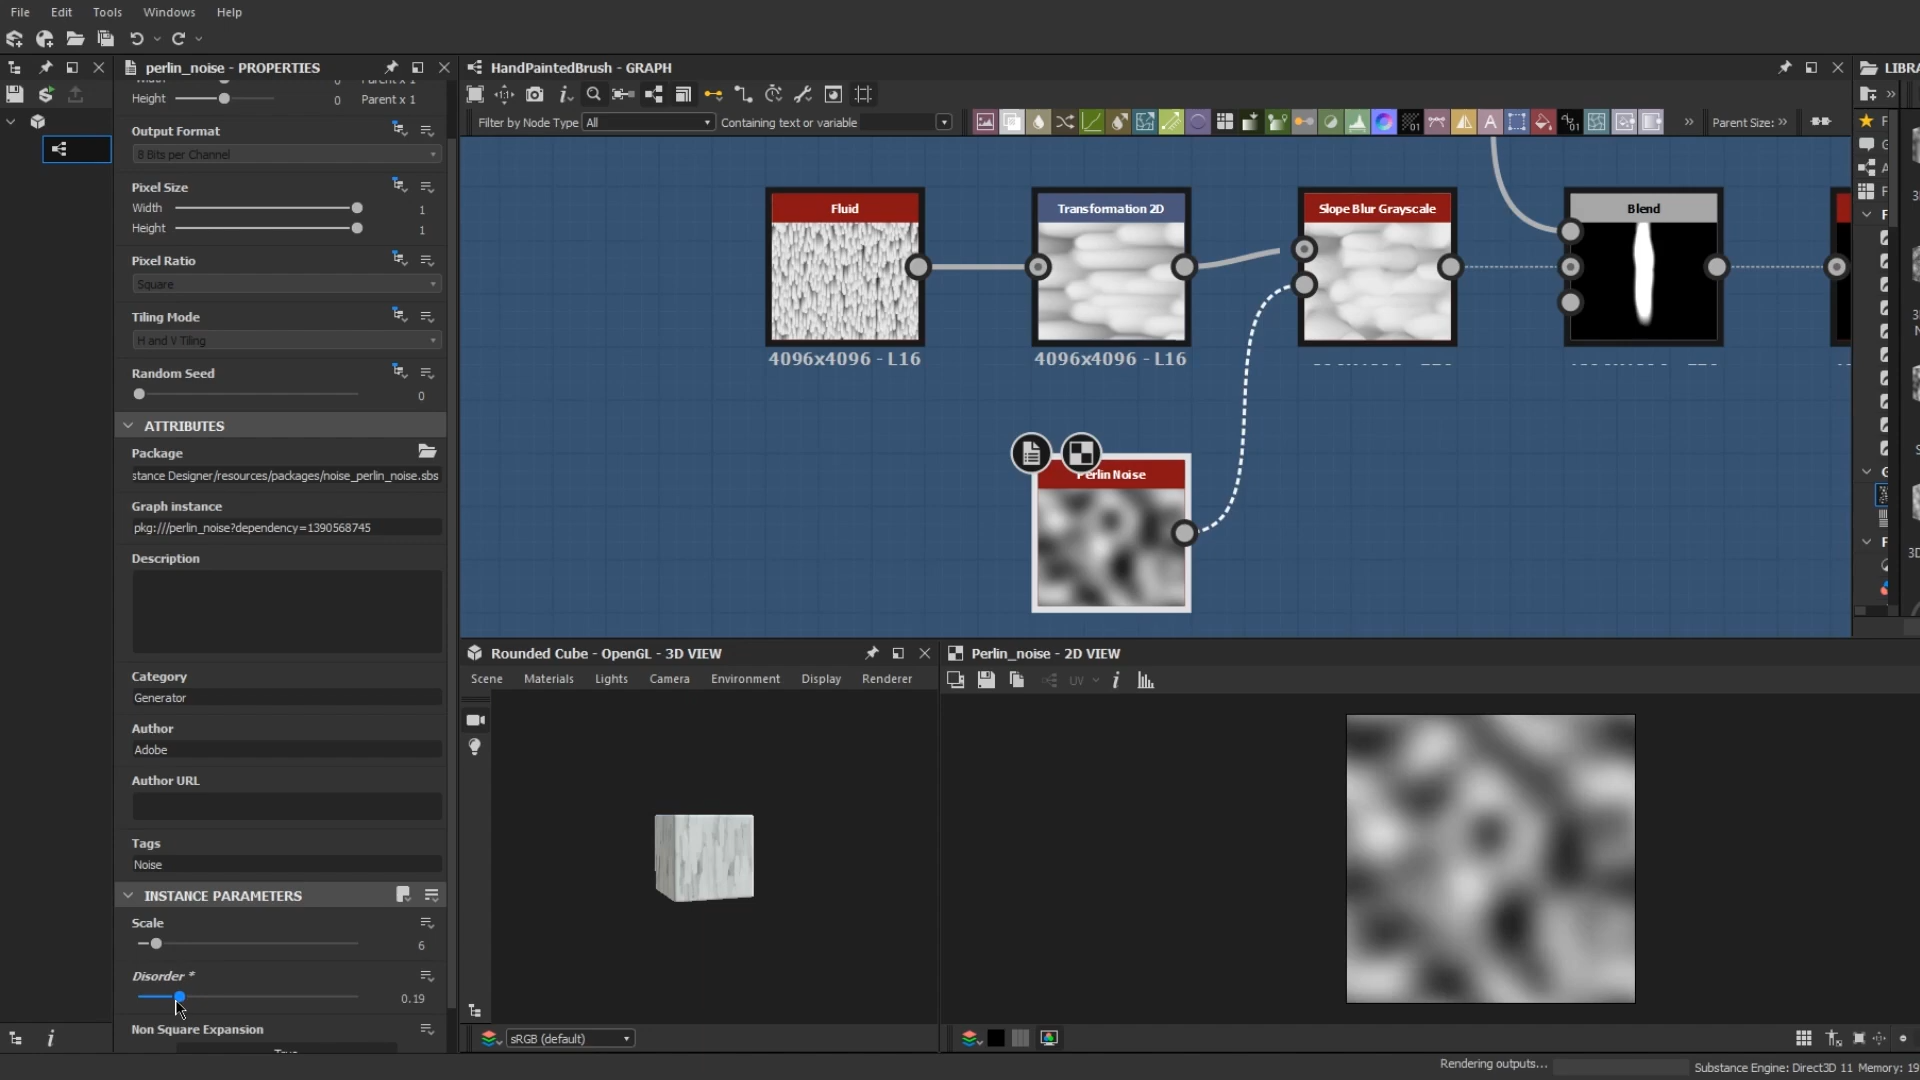 File Edit Tools Windows Help
perlin_noise - PROPERTIES
Height 0 Parent x 1
Output Format
8 Bits per Channel
Pixel Size
Width 1
Height 1
Pixel Ratio
Square
Tiling Mode
H and V Tiling
Random Seed
0
ATTRIBUTES
Package
stance Designer/resources/packages/noise_perlin_noise.sbs
Graph instance
pkg:///perlin_noise?dependency=1390568745
Description
Category
Generator
Author
Adobe
Author URL
Tags
Noise
INSTANCE PARAMETERS
Scale
6
Disorder *
0.19
Non Square Expansion
True
HandPaintedBrush - GRAPH
Filter by Node Type All Containing text or variable
Parent Size:
Fluid
4096x4096 - L16
Transformation 2D
4096x4096 - L16
Slope Blur Grayscale
Blend
Perlin Noise
Rounded Cube - OpenGL - 3D VIEW
Scene Materials Lights Camera Environment Display Renderer
sRGB (default)
Perlin_noise - 2D VIEW
UV
LIBRA
Rendering outputs...
Substance Engine: Direct3D 11 Memory: 19